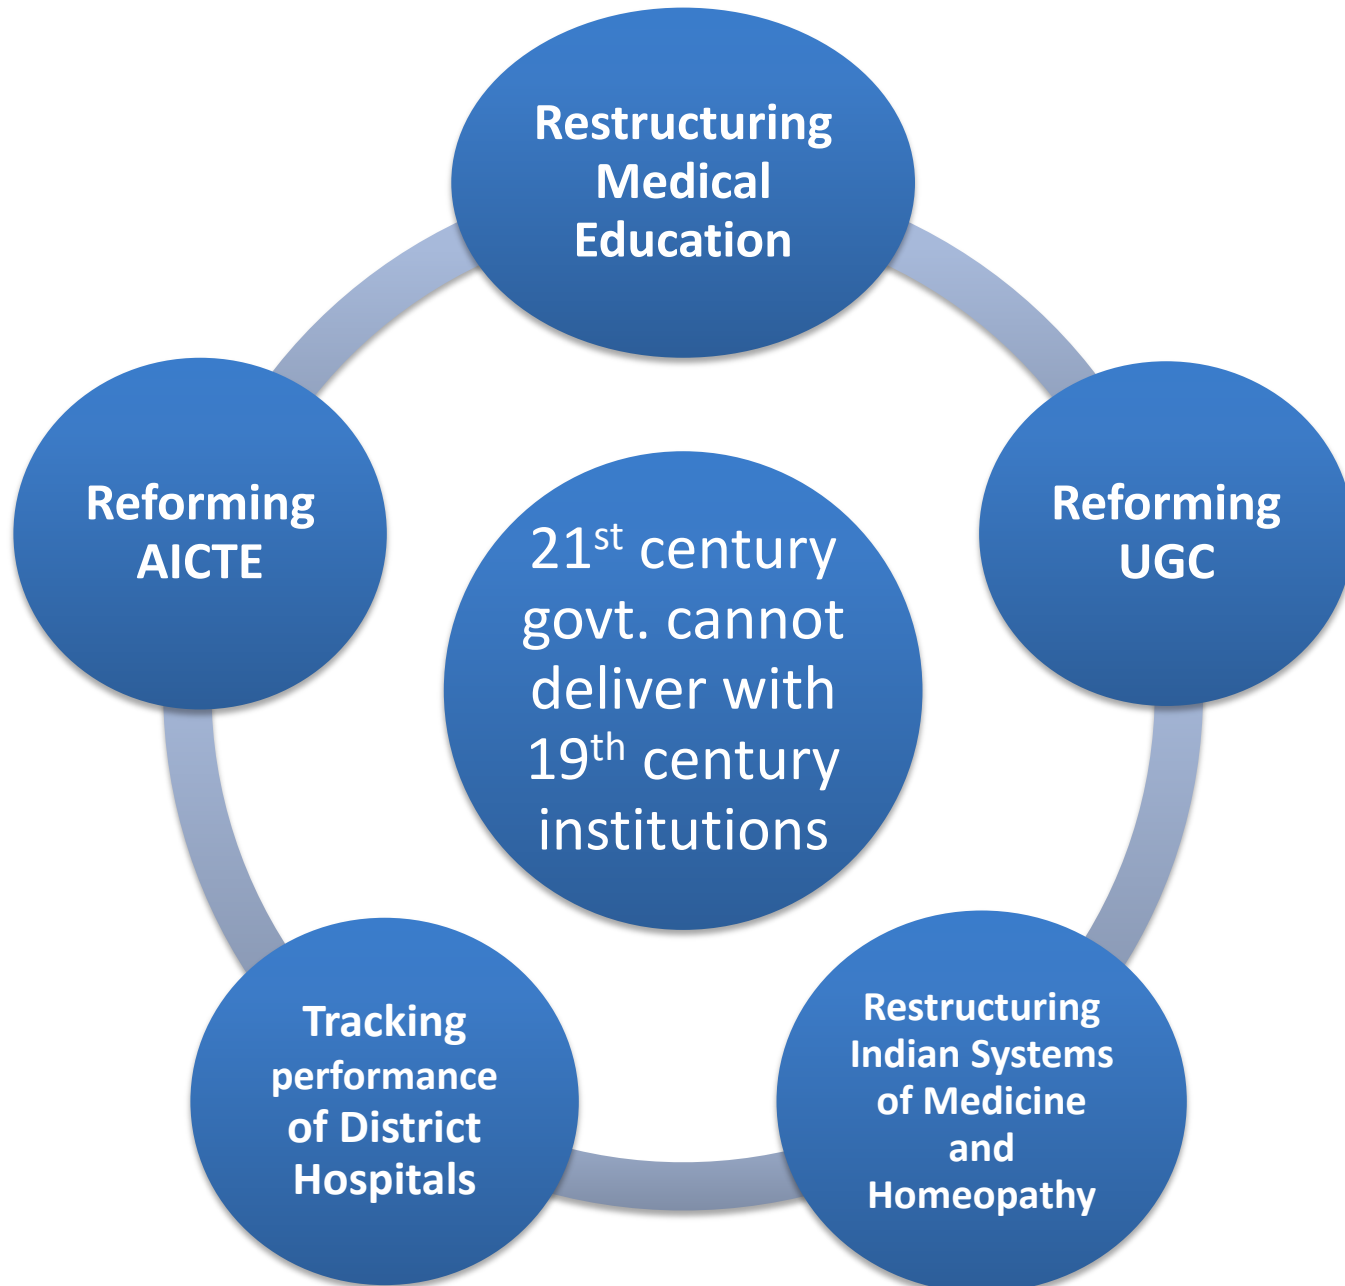 Restructuring
Medical
Education
Reforming
UGC
Restructuring
Indian Systems
of Medicine
and
Homeopathy
Tracking
performance
of District
Hospitals
Reforming
AICTE
21st century
govt. cannot
deliver with
19th century
institutions